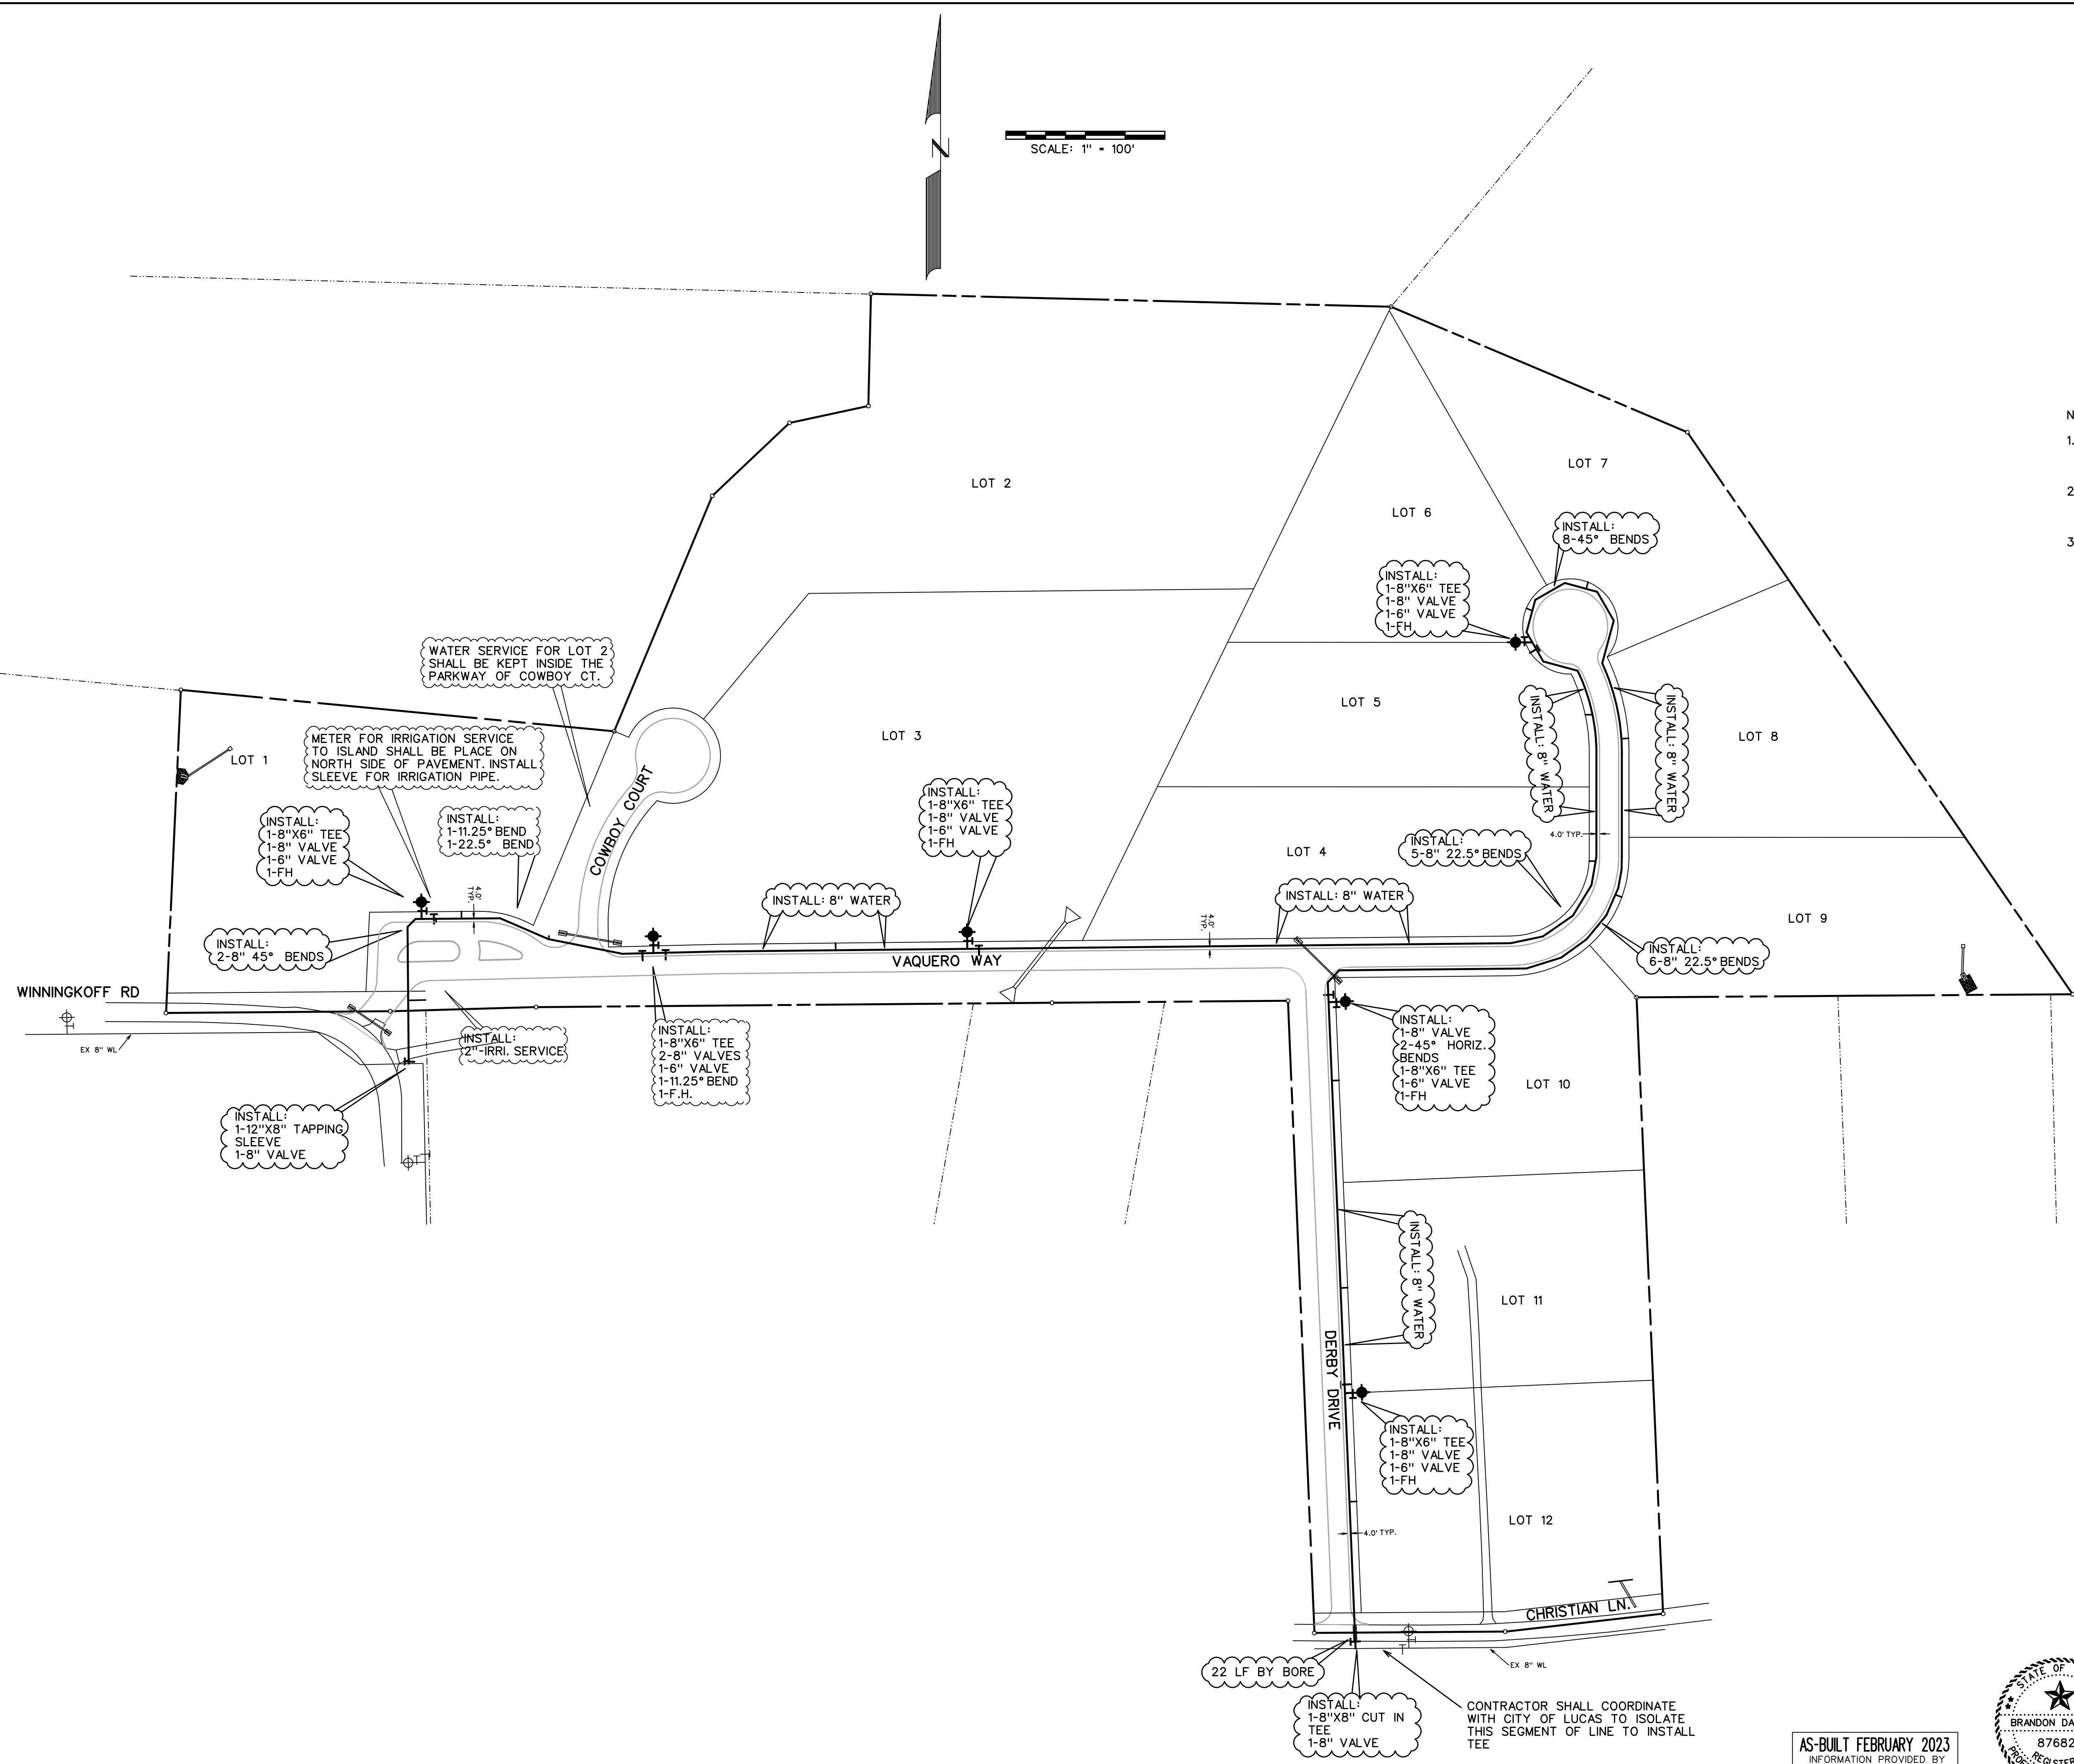 N
SCALE: 1" = 100'
N
1.
2
3
LOT 2
LOT 7
LOT 6
INSTALL:
8-45° BENDS
INSTALL:
1-8"X6" TEE
1-8" VALVE
1-6" VALVE
1-FH
WATER SERVICE FOR LOT 2
SHALL BE KEPT INSIDE THE
PARKWAY OF COWBOY CT.
METER FOR IRRIGATION SERVICE
TO ISLAND SHALL BE PLACE ON
NORTH SIDE OF PAVEMENT. INSTALL
SLEEVE FOR IRRIGATION PIPE.
LOT 1
LOT 3
LOT 5
LOT 8
INSTALL: 8" WATER
INSTALL: 8" WATER
INSTALL:
1-8"X6" TEE
1-8" VALVE
1-6" VALVE
1-FH
INSTALL:
1-11.25° BEND
1-22.5° BEND
COWBOY COURT
INSTALL:
1-8"X6" TEE
1-8" VALVE
1-6" VALVE
1-FH
4.0' TYP.
LOT 4
INSTALL:
5-8" 22.5° BENDS
4.0'
TYP.
INSTALL: 8" WATER
INSTALL: 8" WATER
4.0'
TYP.
LOT 9
INSTALL:
2-8" 45° BENDS
VAQUERO WAY
INSTALL:
6-8" 22.5° BENDS
WINNINGKOFF RD
EX 8" WL
INSTALL:
2"-IRRI. SERVICE
INSTALL:
1-8"X6" TEE
2-8" VALVES
1-6" VALVE
1-11.25° BEND
1-F.H.
INSTALL:
1-8" VALVE
2-45° HORIZ.
BENDS
1-8"X6" TEE
1-6" VALVE
1-FH
LOT 10
INSTALL:
1-12"X8" TAPPING
SLEEVE
1-8" VALVE
INSTALL: 8" WATER
LOT 11
DERBY DRIVE
INSTALL:
1-8"X6" TEE
1-8" VALVE
1-6" VALVE
1-FH
LOT 12
4.0' TYP.
CHRISTIAN LN.
EX 8" WL
22 LF BY BORE
INSTALL:
1-8"X8" CUT IN
TEE
1-8" VALVE
CONTRACTOR SHALL COORDINATE
WITH CITY OF LUCAS TO ISOLATE
THIS SEGMENT OF LINE TO INSTALL
TEE
AS-BUILT FEBRUARY 2023
INFORMATION PROVIDED BY
STATE OF
BRANDON DA
87682
REGISTER